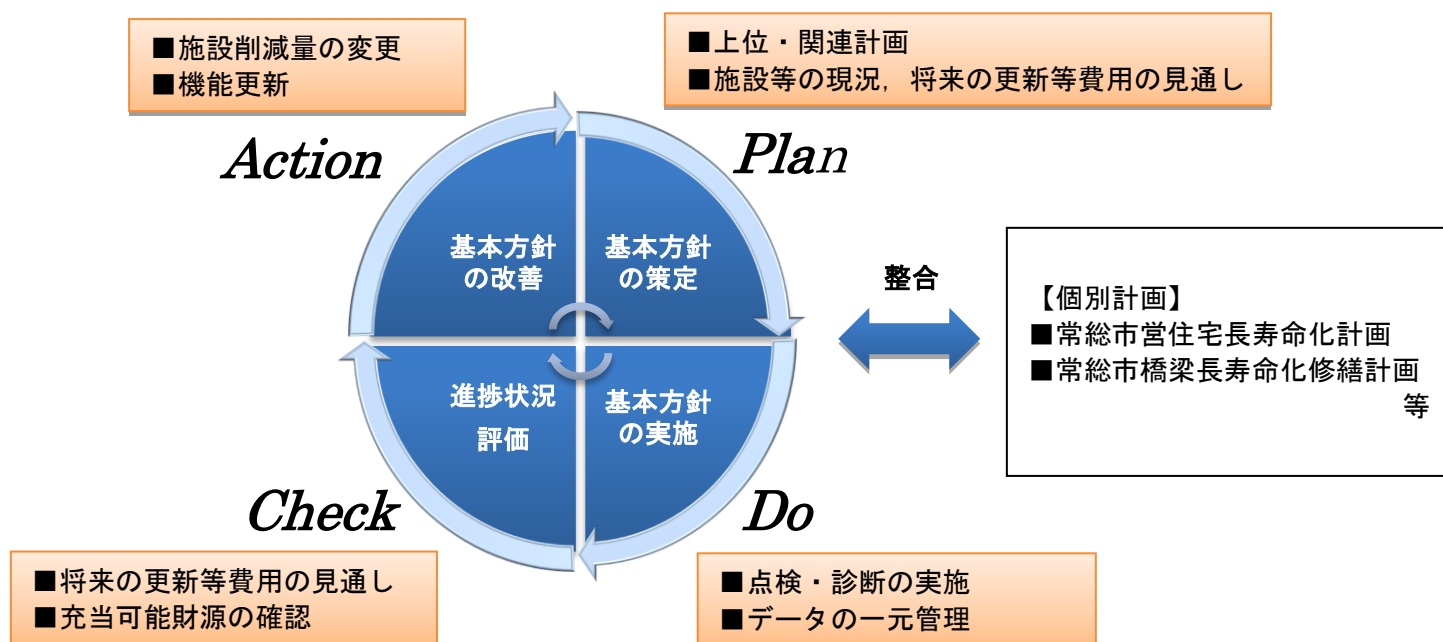 ■施設削減量の変更
■機能更新
■上位・関連計画
■施設等の現況，将来の更新等費用の見通し
Action
Plan
基本方針
の改善
基本方針
の策定
整合
【個別計画】
■常総市営住宅長寿命化計画
■常総市橋梁長寿命化修繕計画
等
進捗状況
評価
基本方針
の実施
Check
Do
■将来の更新等費用の見通し
■充当可能財源の確認
■点検・診断の実施
■データの一元管理